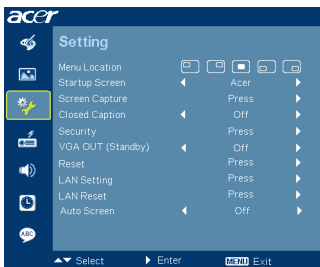 acer
Setting
Menu Location
Startup Screen Acer
Screen Capture Press
Closed Caption Off
Security Press
VGA OUT (Standby) Off
Reset Press
LAN Setting Press
LAN Reset Press
Auto Screen Off
ABC
Select Enter MENU Exit